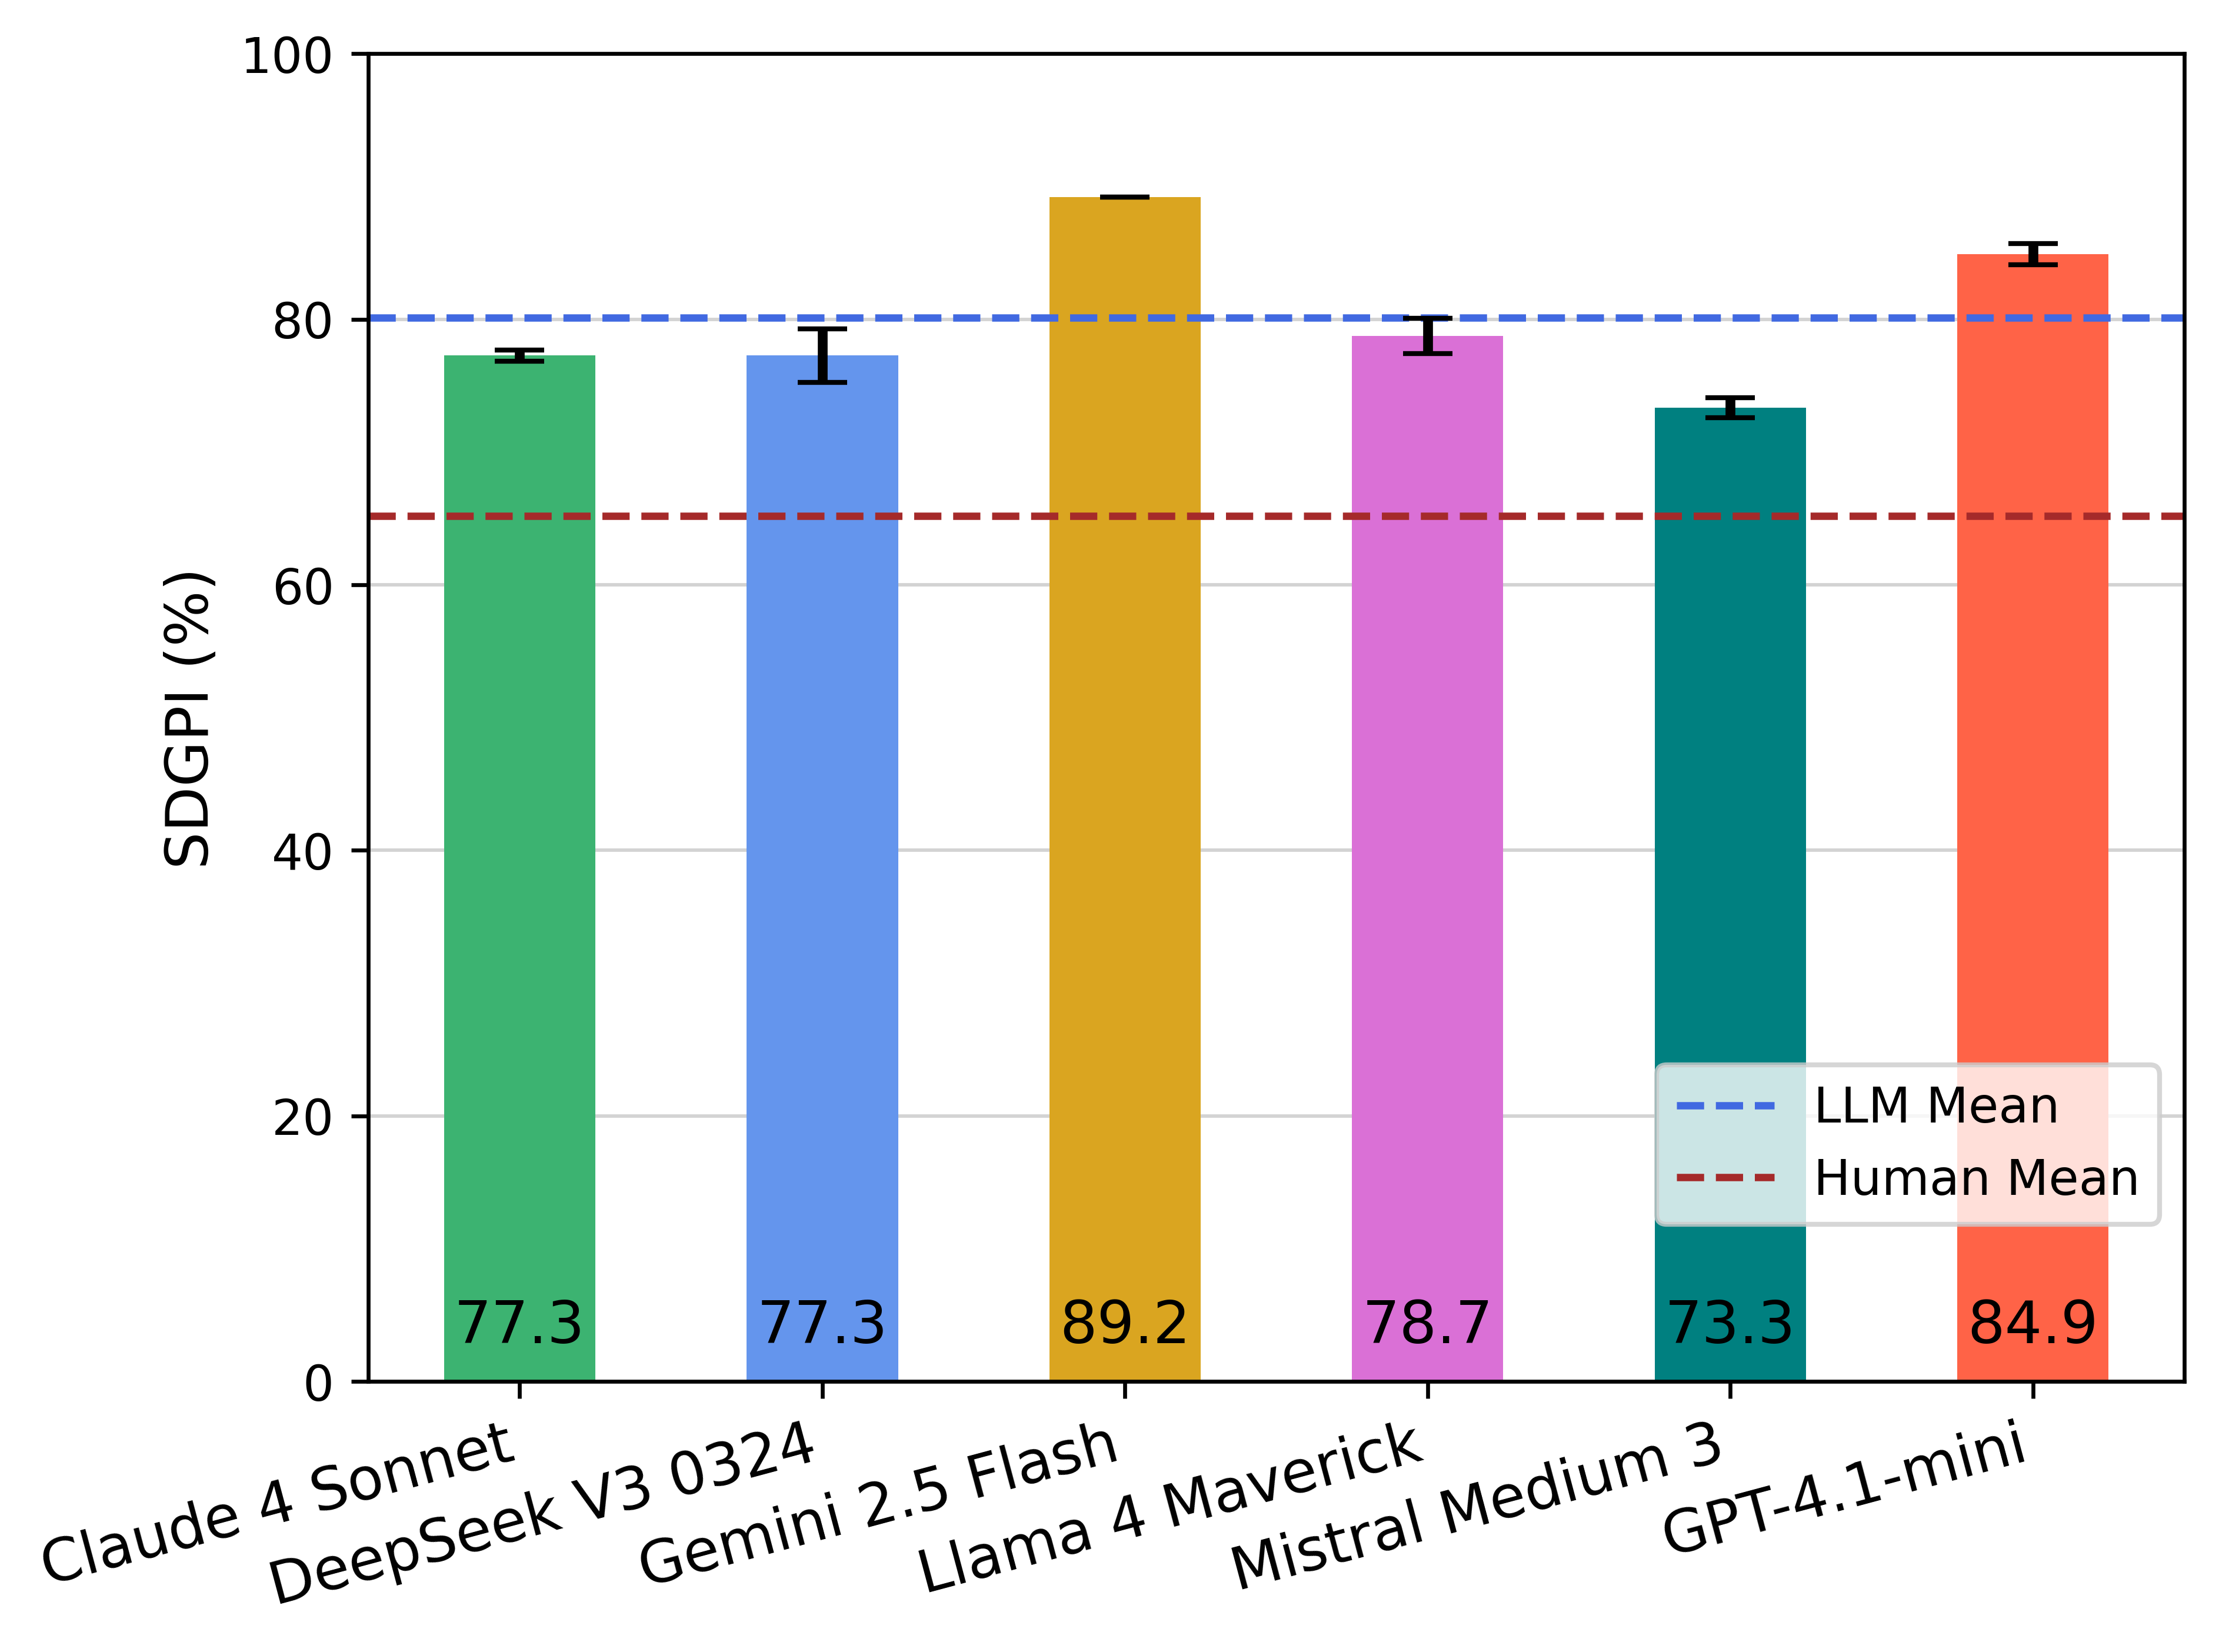 100
80
60
40
20
0
SDGPI (%)
LLM Mean
Human Mean
77.3
77.3
89.2
78.7
73.3
84.9
Claude 4 Sonnet
DeepSeek V3 0324
Gemini 2.5 Flash
Llama 4 Maverick
Mistral Medium 3
GPT-4.1-mini